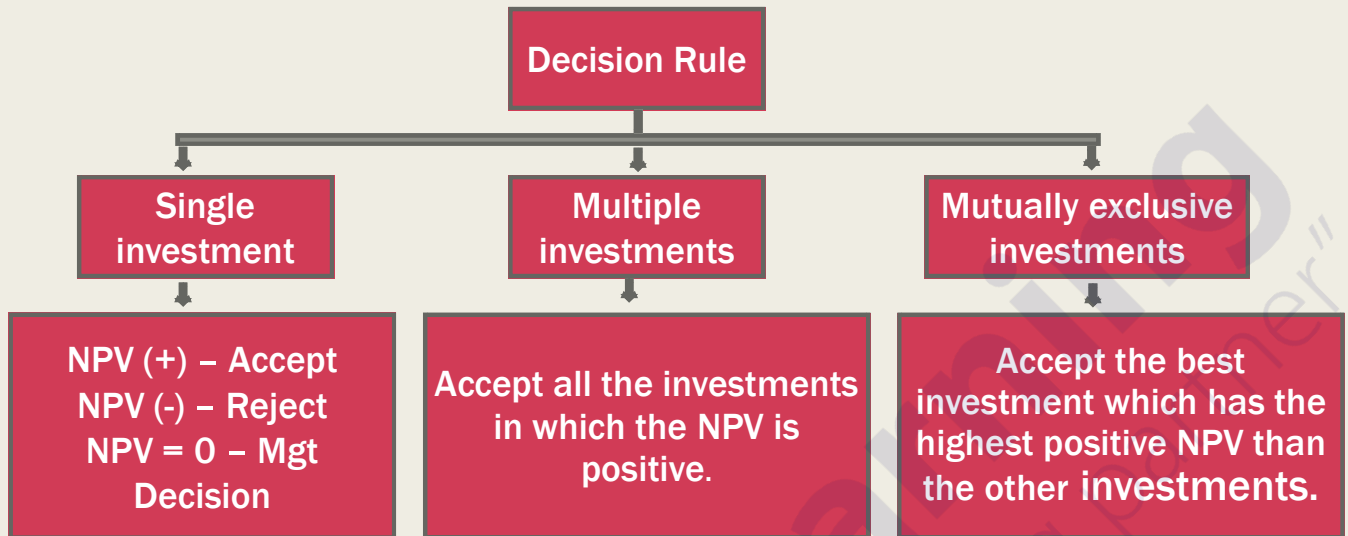 Decision Rule
Single
investment
Multiple
investments
Mutually exclusive
investments
NPV (+) – Accept
NPV (-) – Reject
NPV = 0 – Mgt
Decision
Accept all the investments
in which the NPV is
positive.
Accept the best
investment which has the
highest positive NPV than
the other investments.
partner”